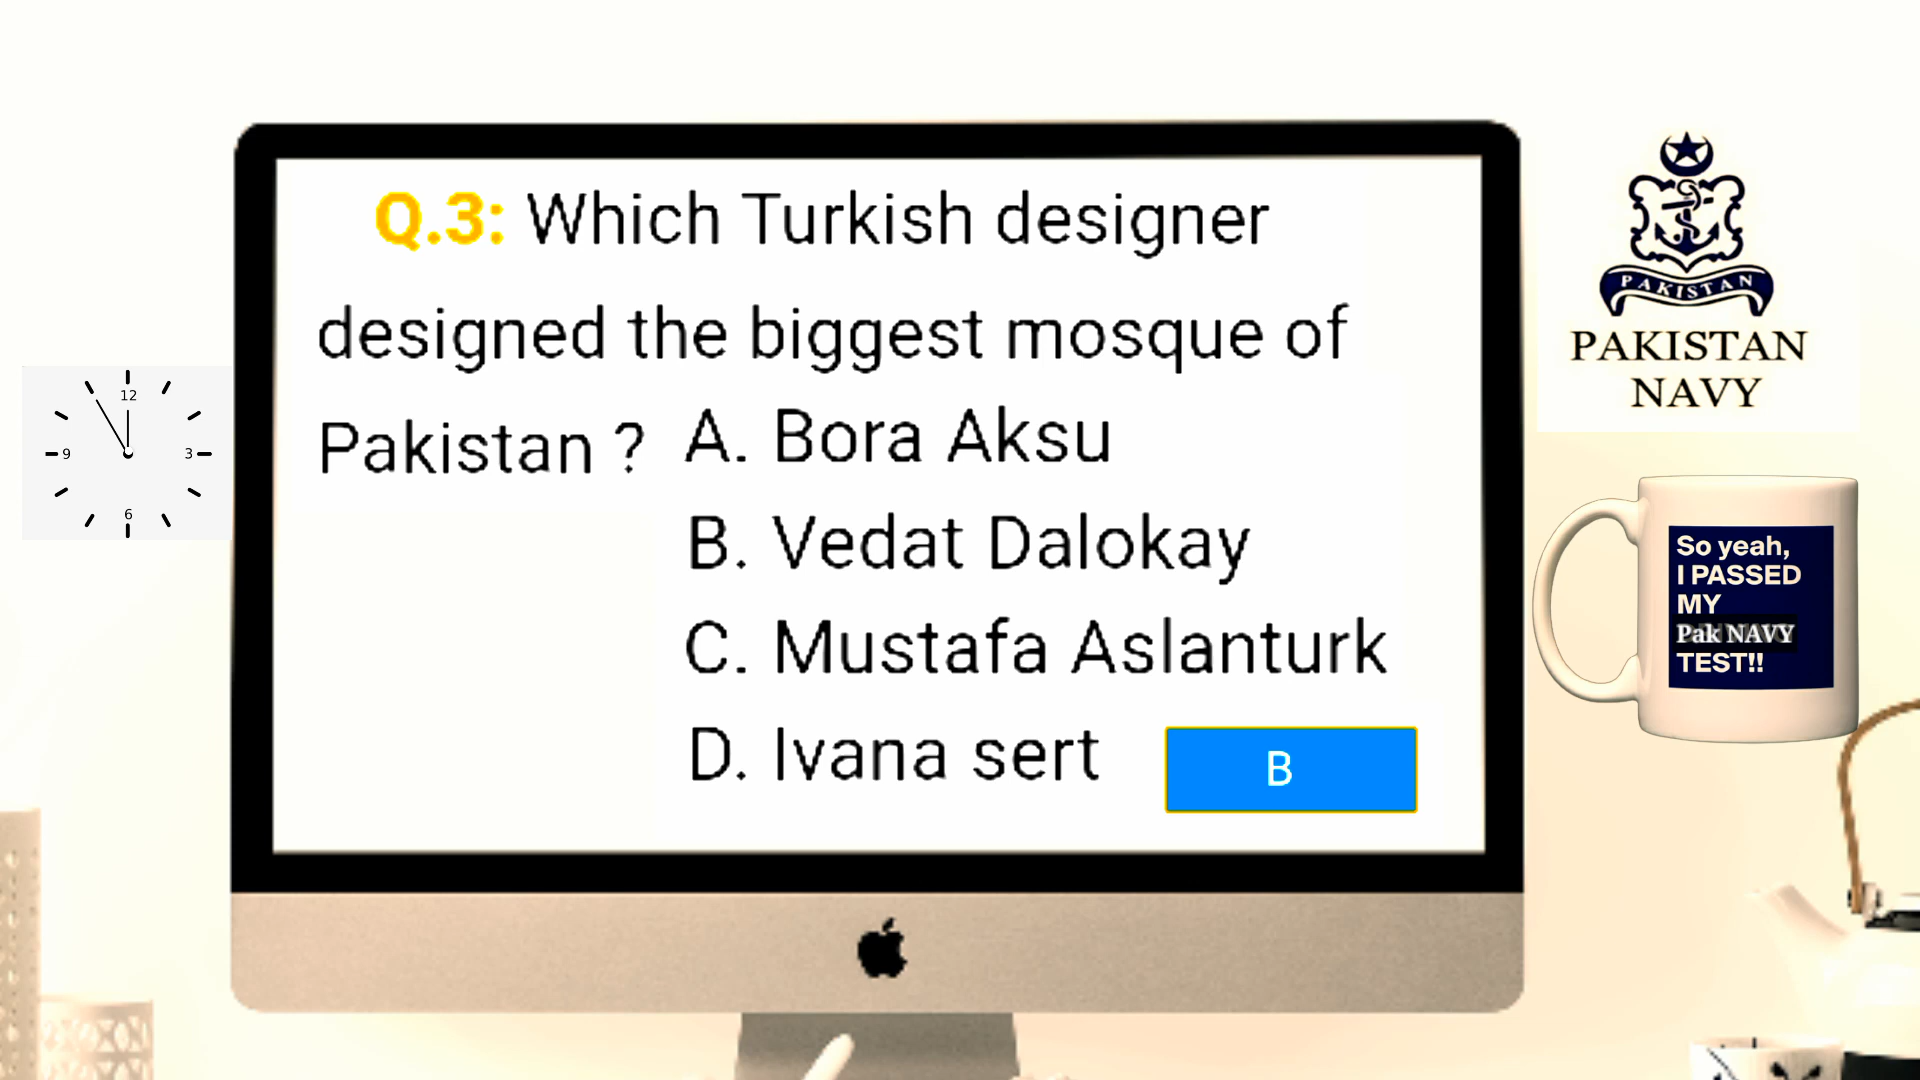 Q.3: Which Turkish designer
designed the biggest mosque of
Pakistan ?
A. Bora Aksu
B. Vedat Dalokay
C. Mustafa Aslanturk
D. Ivana sert
B
12
3
6
9
PAKISTAN
PAKISTAN
NAVY
So yeah,
I PASSED
MY
Pak NAVY
TEST!!